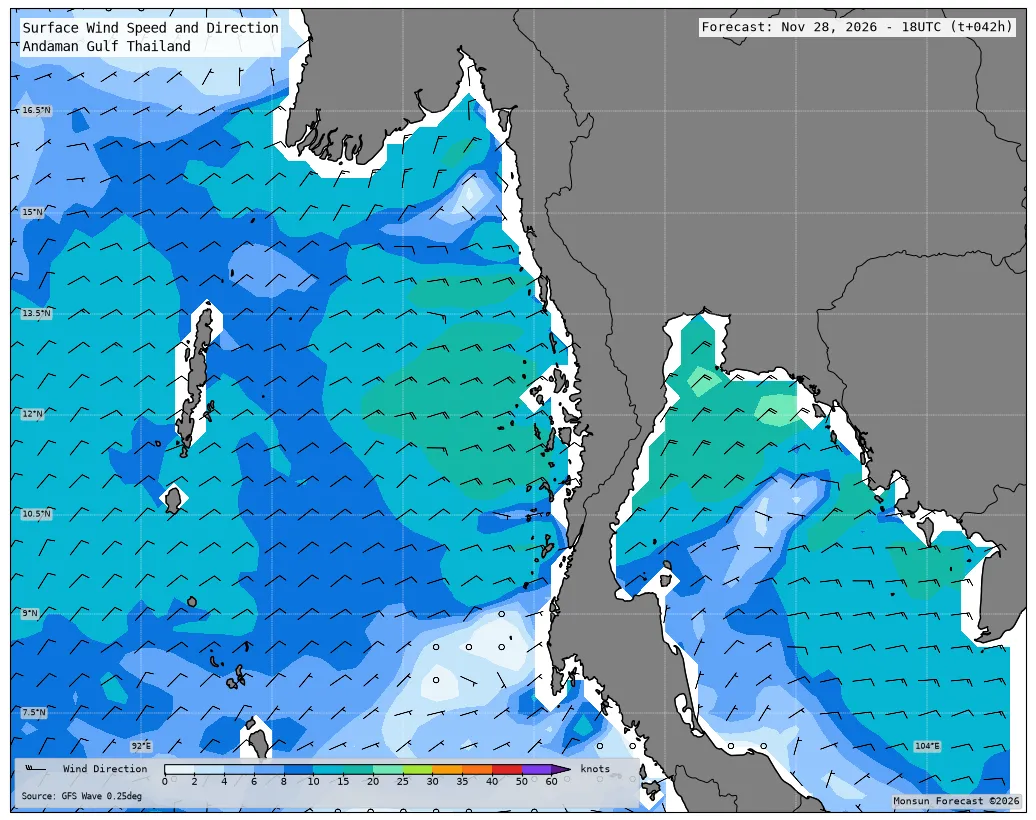 Surface Wind Speed and Direction
Andaman Gulf Thailand
Forecast: Nov 28, 2026 - 18UTC (t+042h)
16.5°N
15°N
13.5°N
12°N
10.5°N
9°N
7.5°N
92°E
104°E
Wind Direction
0 2 4 6 8 10 15 20 25 30 35 40 50 60 knots
Source: GFS Wave 0.25deg
Monsun Forecast ©2026